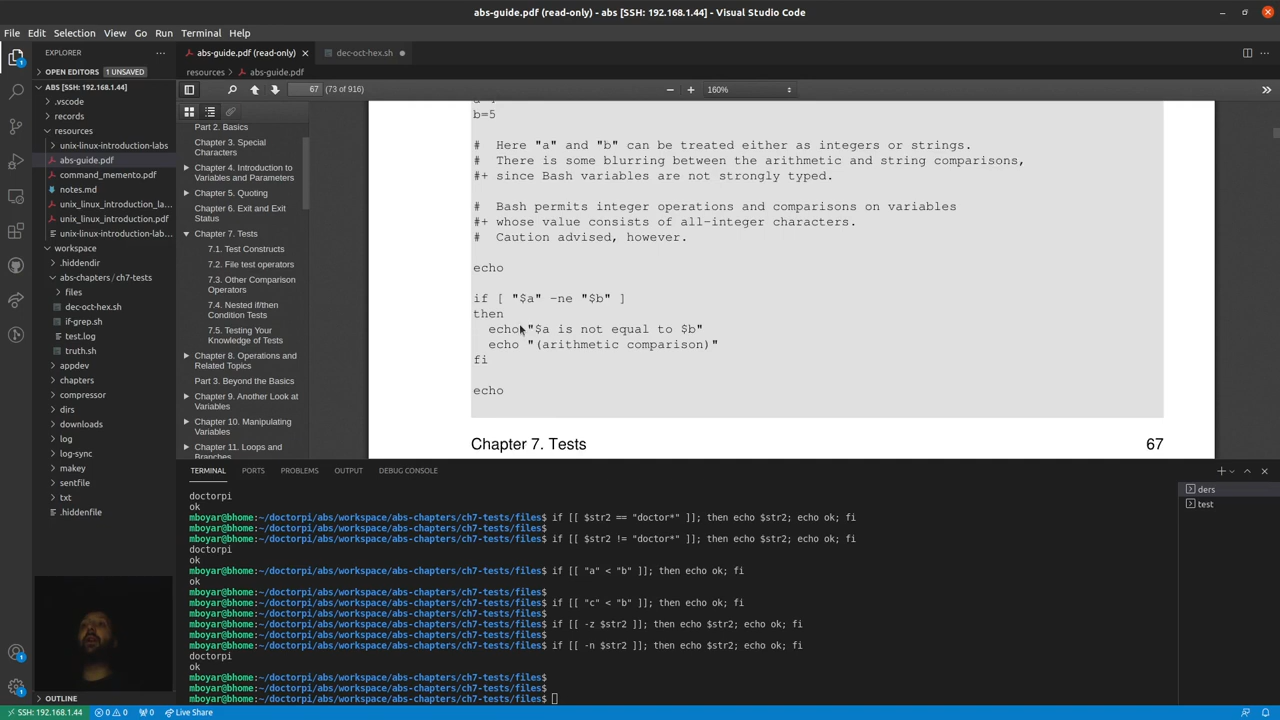 abs-guide.pdf (read-only) - abs [SSH: 192.168.1.44] - Visual Studio Code
File Edit Selection View Go Run Terminal Help
EXPLORER
OPEN EDITORS 1 UNSAVED
ABS [SSH: 192.168.1.44]
.vscode
records
resources
unix-linux-introduction-labs
abs-guide.pdf
command_memento.pdf
notes.md
unix_linux_introduction_la...
unix_linux_introduction.pdf
unix-linux-introduction-lab...
workspace
.hiddendir
abs-chapters / ch7-tests
files
dec-oct-hex.sh
if-grep.sh
test.log
truth.sh
appdev
chapters
compressor
dirs
downloads
log
log-sync
makey
sentfile
txt
.hiddenfile
OUTLINE
abs-guide.pdf (read-only)
dec-oct-hex.sh
resources > abs-guide.pdf
67 (73 of 916)
160%
Part 2. Basics
Chapter 3. Special
Characters
Chapter 4. Introduction to
Variables and Parameters
Chapter 5. Quoting
Chapter 6. Exit and Exit
Status
Chapter 7. Tests
7.1. Test Constructs
7.2. File test operators
7.3. Other Comparison
Operators
7.4. Nested if/then
Condition Tests
7.5. Testing Your
Knowledge of Tests
Chapter 8. Operations and
Related Topics
Part 3. Beyond the Basics
Chapter 9. Another Look at
Variables
Chapter 10. Manipulating
Variables
Chapter 11. Loops and
Branches
b=5
# Here "a" and "b" can be treated either as integers or strings.
# There is some blurring between the arithmetic and string comparisons,
#+ since Bash variables are not strongly typed.
# Bash permits integer operations and comparisons on variables
#+ whose value consists of all-integer characters.
# Caution advised, however.
echo
if [ "$a" -ne "$b" ]
then
echo "$a is not equal to $b"
echo "(arithmetic comparison)"
fi
echo
Chapter 7. Tests 67
TERMINAL PORTS PROBLEMS OUTPUT DEBUG CONSOLE
doctorpi
ok
mboyar@bhome:~/doctorpi/abs/workspace/abs-chapters/ch7-tests/files$ if [[ $str2 == "doctor*" ]]; then echo $str2; echo ok; fi
mboyar@bhome:~/doctorpi/abs/workspace/abs-chapters/ch7-tests/files$
mboyar@bhome:~/doctorpi/abs/workspace/abs-chapters/ch7-tests/files$ if [[ $str2 != "doctor*" ]]; then echo $str2; echo ok; fi
doctorpi
ok
mboyar@bhome:~/doctorpi/abs/workspace/abs-chapters/ch7-tests/files$ if [[ "a" < "b" ]]; then echo ok; fi
ok
mboyar@bhome:~/doctorpi/abs/workspace/abs-chapters/ch7-tests/files$
mboyar@bhome:~/doctorpi/abs/workspace/abs-chapters/ch7-tests/files$ if [[ "c" < "b" ]]; then echo ok; fi
mboyar@bhome:~/doctorpi/abs/workspace/abs-chapters/ch7-tests/files$
mboyar@bhome:~/doctorpi/abs/workspace/abs-chapters/ch7-tests/files$ if [[ -z $str2 ]]; then echo $str2; echo ok; fi
mboyar@bhome:~/doctorpi/abs/workspace/abs-chapters/ch7-tests/files$
mboyar@bhome:~/doctorpi/abs/workspace/abs-chapters/ch7-tests/files$ if [[ -n $str2 ]]; then echo $str2; echo ok; fi
doctorpi
ok
mboyar@bhome:~/doctorpi/abs/workspace/abs-chapters/ch7-tests/files$
mboyar@bhome:~/doctorpi/abs/workspace/abs-chapters/ch7-tests/files$
mboyar@bhome:~/doctorpi/abs/workspace/abs-chapters/ch7-tests/files$
ders
test
SSH: 192.168.1.44 0 0 0 Live Share